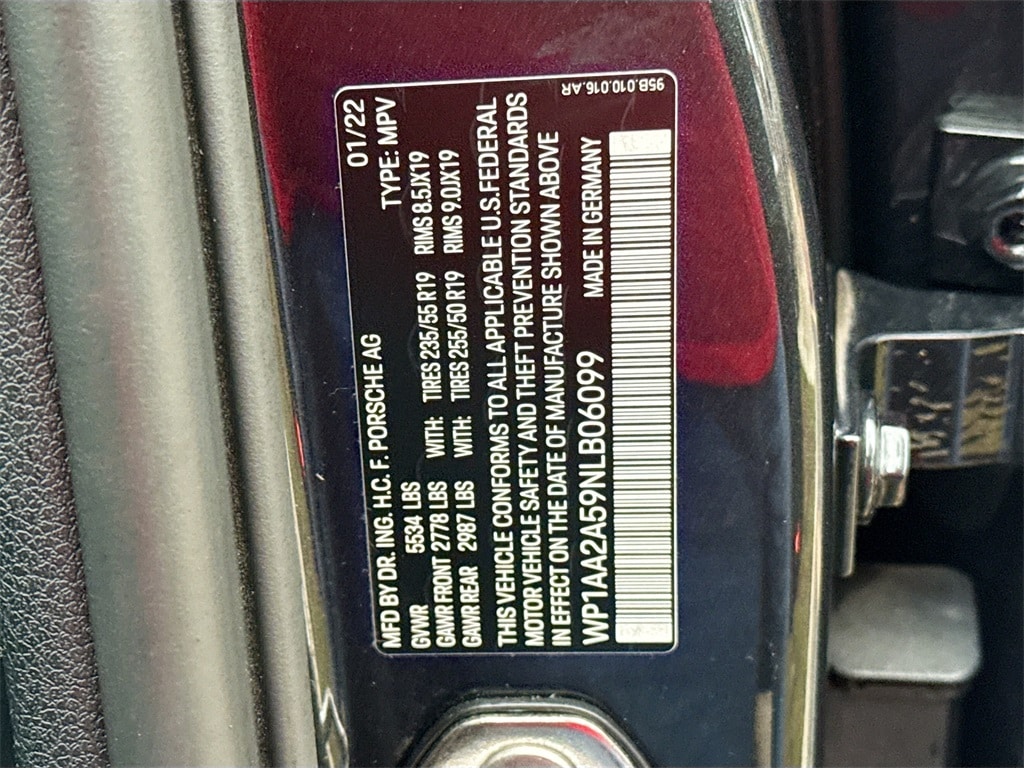 MFD BY DR. ING. H.C. F. PORSCHE AG 01/22
GVWR 5534 LBS TYPE: MPV
GAWR FRONT 2778 LBS WITH: TIRES 235/55 R19 RIMS 8.5JX19
GAWR REAR 2987 LBS WITH: TIRES 255/50 R19 RIMS 9.0JX19
THIS VEHICLE CONFORMS TO ALL APPLICABLE U.S.FEDERAL
MOTOR VEHICLE SAFETY AND THEFT PREVENTION STANDARDS
IN EFFECT ON THE DATE OF MANUFACTURE SHOWN ABOVE
WP1AA2A59NLB06099 MADE IN GERMANY
95B.010.016.AR